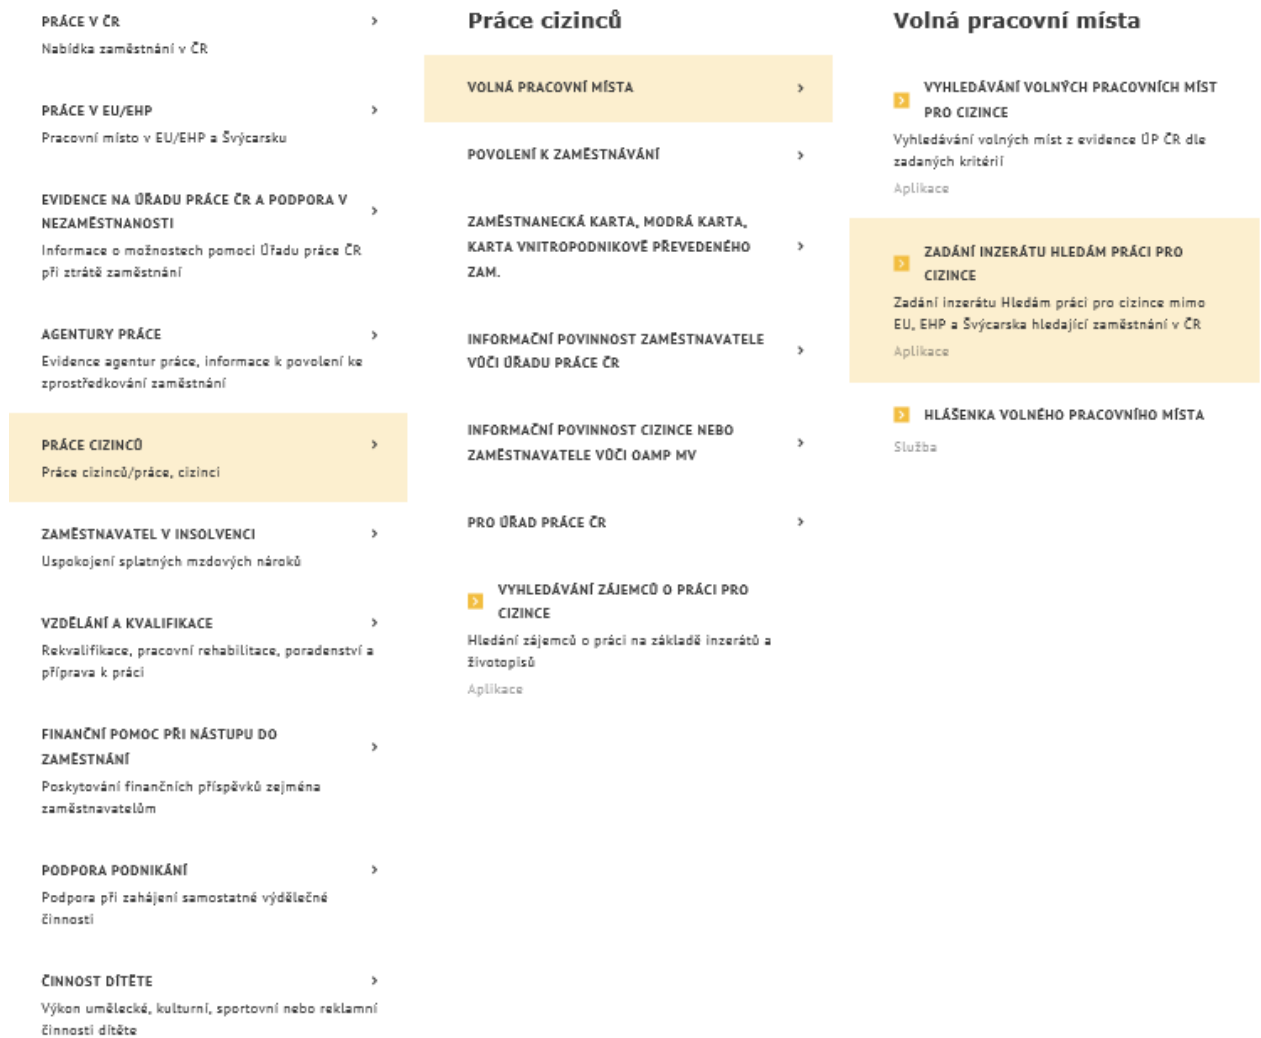 PRÁCE V ČR
Nabídka zaměstnání v ČR
PRÁCE V EU/EHP
Pracovní místo v EU/EHP a Švýcarsku
EVIDENCE NA ÚŘADU PRÁCE ČR A PODPORA V
NEZAMĚSTNANOSTI
Informace o možnostech pomoci Úřadu práce ČR
při ztrátě zaměstnání
AGENTURY PRÁCE
Evidence agentur práce, informace k povolení ke
zprostředkování zaměstnání
PRÁCE CIZINCŮ
Práce cizinců/práce, cizinci
ZAMĚSTNAVATEL V INSOLVENCI
Uspokojení splatných mzdových nároků
VZDĚLÁNÍ A KVALIFIKACE
Rekvalifikace, pracovní rehabilitace, poradenství a
příprava k práci
FINANČNÍ POMOC PŘI NÁSTUPU DO
ZAMĚSTNÁNÍ
Poskytování finančních příspěvků zejména
zaměstnavatelům
PODPORA PODNIKÁNÍ
Podpora při zahájení samostatné výdělečné
činnosti
ČINNOST DÍTĚTE
Výkon umělecké, kulturní, sportovní nebo reklamní
činnosti dítěte
Práce cizinců
VOLNÁ PRACOVNÍ MÍSTA
POVOLENÍ K ZAMĚSTNÁVÁNÍ
ZAMĚSTNANECKÁ KARTA, MODRÁ KARTA,
KARTA VNITROPODNIKOVĚ PŘEVEDENÉHO
ZAM.
INFORMAČNÍ POVINNOST ZAMĚSTNAVATELE
VŮČI ÚŘADU PRÁCE ČR
INFORMAČNÍ POVINNOST CIZINCE NEBO
ZAMĚSTNAVATELE VŮČI OAMP MV
PRO ÚŘAD PRÁCE ČR
VYHLEDÁVÁNÍ ZÁJEMCŮ O PRÁCI PRO
CIZINCE
Hledání zájemců o práci na základě inzerátů a
životopisů
Aplikace
Volná pracovní místa
VYHLEDÁVÁNÍ VOLNÝCH PRACOVNÍCH MÍST
PRO CIZINCE
Vyhledávání volných míst z evidence ÚP ČR dle
zadaných kritérií
Aplikace
ZADÁNÍ INZERÁTU HLEDÁM PRÁCI PRO
CIZINCE
Zadání inzerátu Hledám práci pro cizince mimo
EU, EHP a Švýcarska hledající zaměstnání v ČR
Aplikace
HLÁŠENKA VOLNÉHO PRACOVNÍHO MÍSTA
Služba